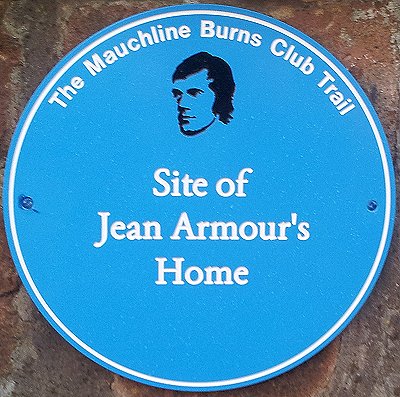 The Mauchline Burns Club Trail
Site of
Jean Armour's
Home